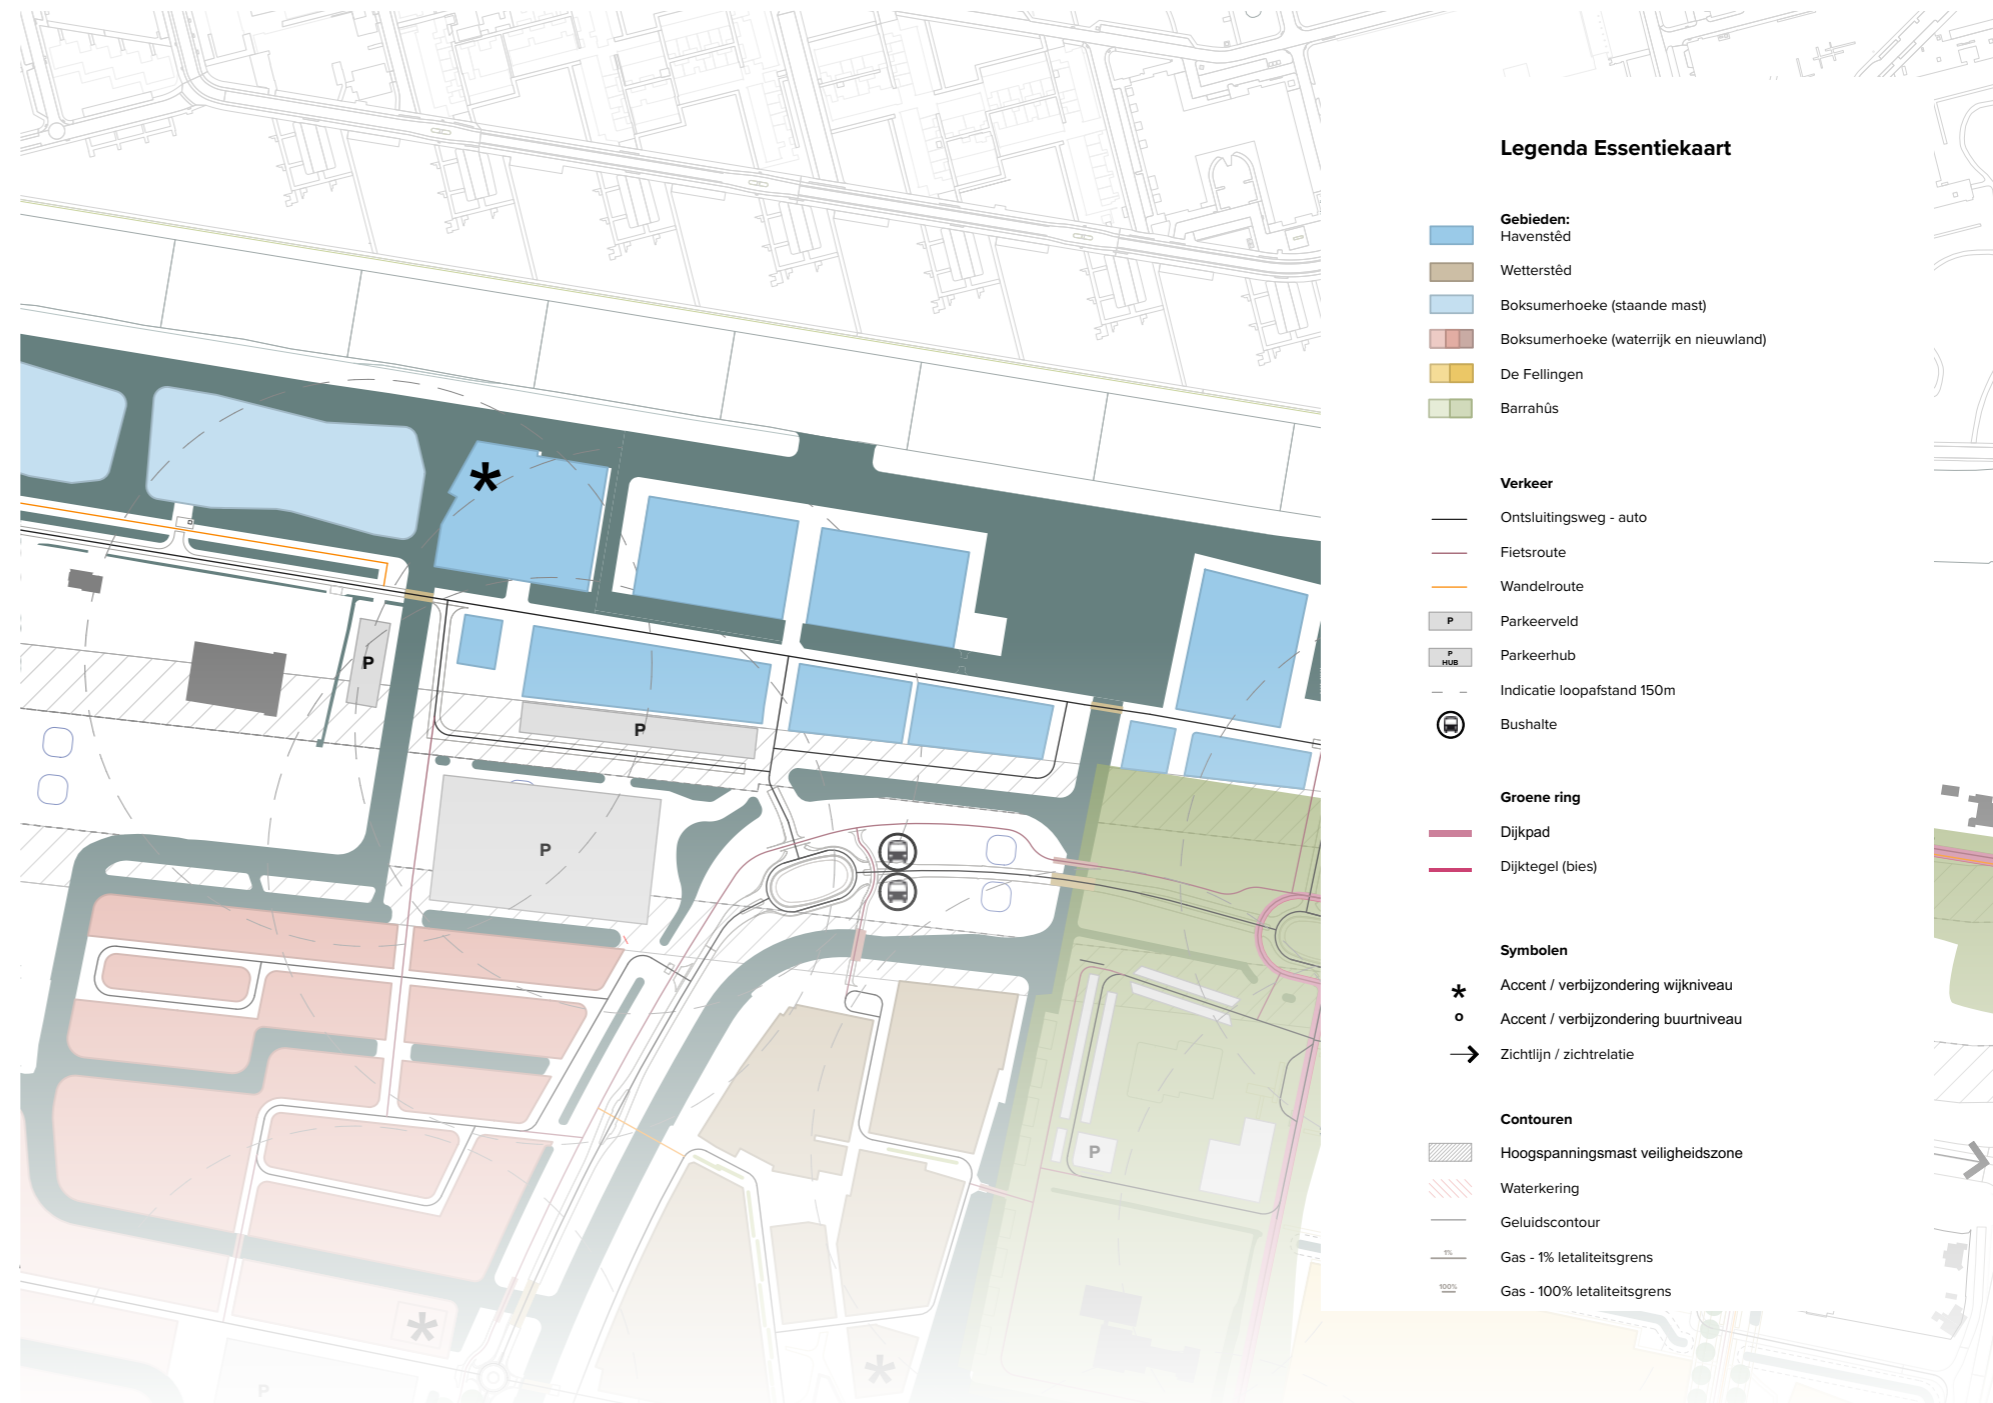 Legenda Essentiekaart
Gebieden:
Havenstêd
Wetterstêd
Boksumerhoeke (staande mast)
Boksumerhoeke (waterrijk en nieuwland)
De Fellingen
Barrahûs
Verkeer
Ontsluitingsweg - auto
Fietsroute
Wandelroute
P
Parkeerveld
P
HUB
Parkeerhub
Indicatie loopafstand 150m
Bushalte
Groene ring
Dijkpad
Dijktegel (bies)
Symbolen
* Accent / verbijzondering wijkniveau
Accent / verbijzondering buurtniveau
Zichtlijn / zichtrelatie
Contouren
Hoogspanningsmast veiligheidszone
Waterkering
Geluidscontour
1%
Gas - 1% letaliteitsgrens
100%
Gas - 100% letaliteitsgrens
*
P
P
P
P
*
*
P